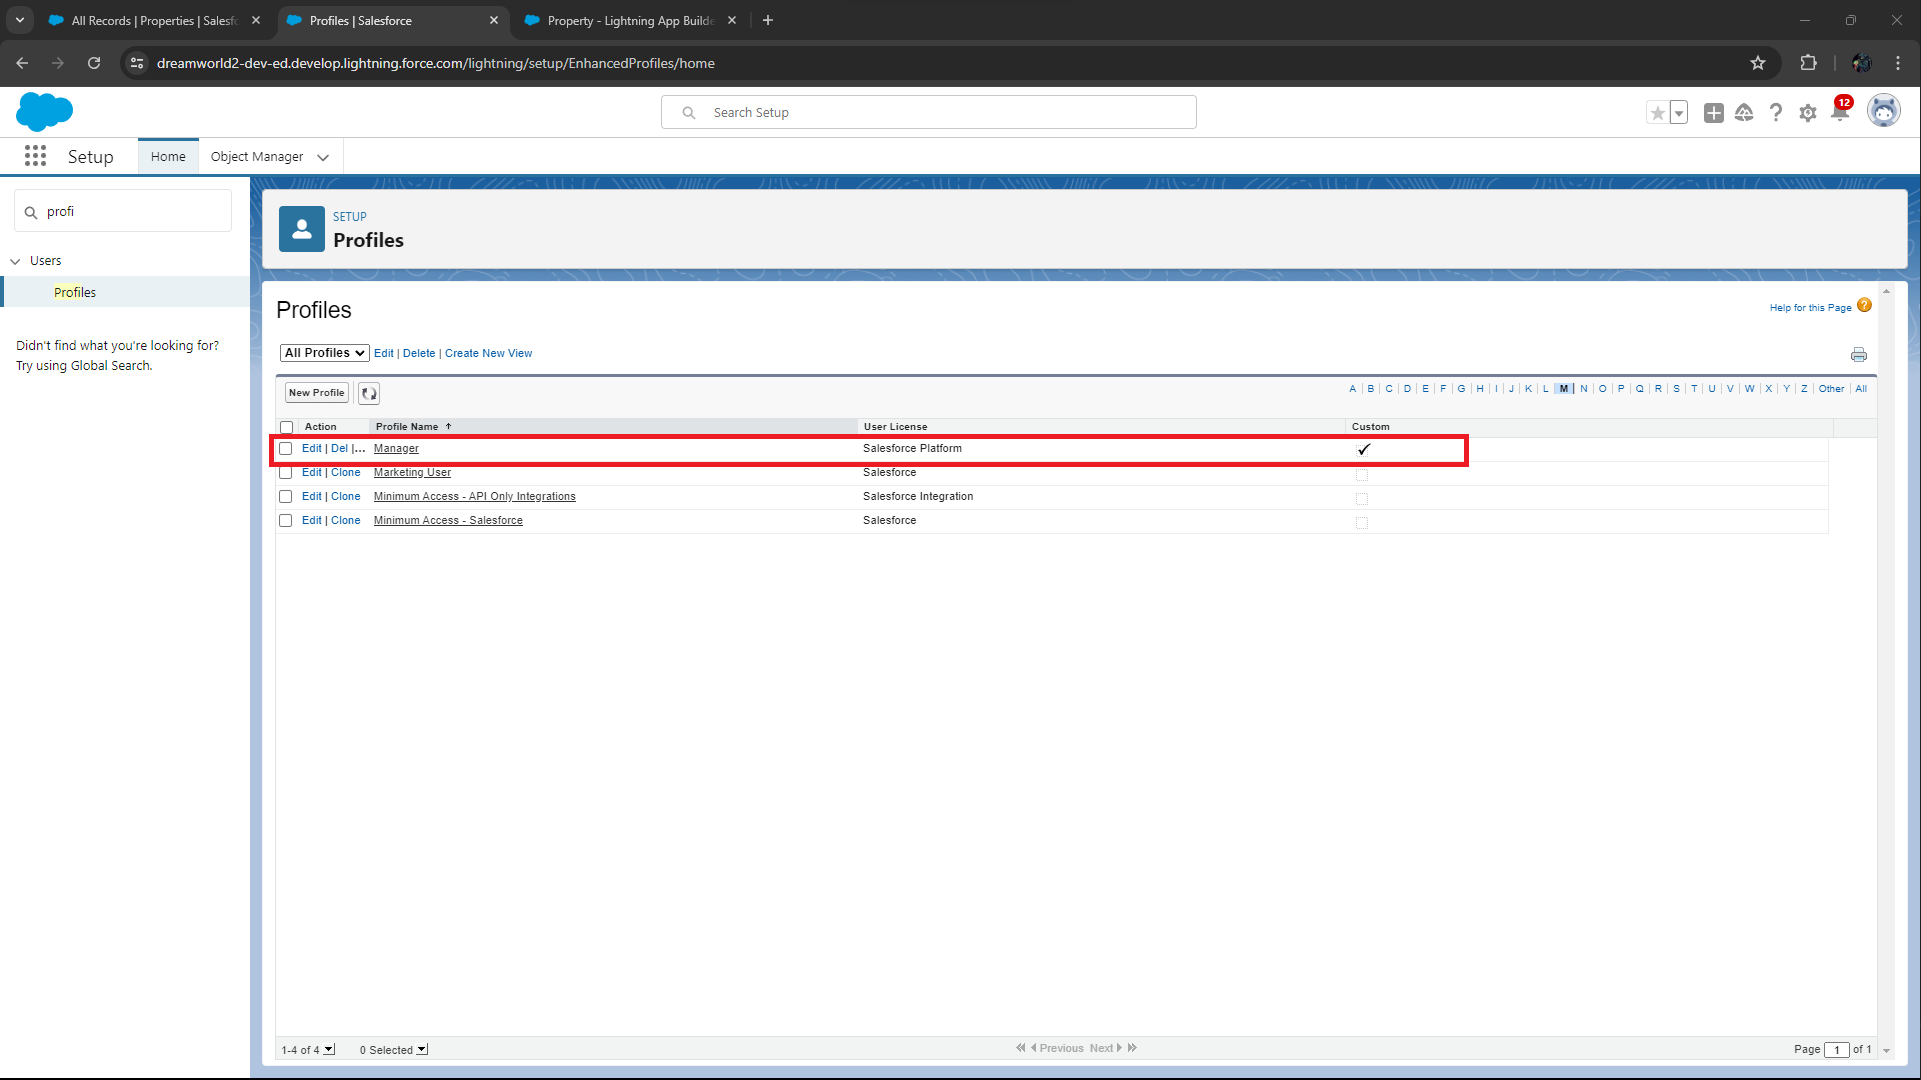 All Records | Properties | Salesfo
Profiles | Salesforce
Property - Lightning App Builde
dreamworld2-dev-ed.develop.lightning.force.com/lightning/setup/EnhancedProfiles/home
Search Setup
12
Setup
Home
Object Manager
profi
Users
Profiles
Didn't find what you're looking for?
Try using Global Search.
SETUP
Profiles
Profiles
Help for this Page
All Profiles Edit | Delete | Create New View
New Profile
A | B | C | D | E | F | G | H | I | J | K | L | M | N | O | P | Q | R | S | T | U | V | W | X | Y | Z | Other | All
Action Profile Name User License Custom
Edit | Del |... Manager Salesforce Platform
Edit | Clone Marketing User Salesforce
Edit | Clone Minimum Access - API Only Integrations Salesforce Integration
Edit | Clone Minimum Access - Salesforce Salesforce
1-4 of 4 0 Selected Previous Next Page 1 of 1